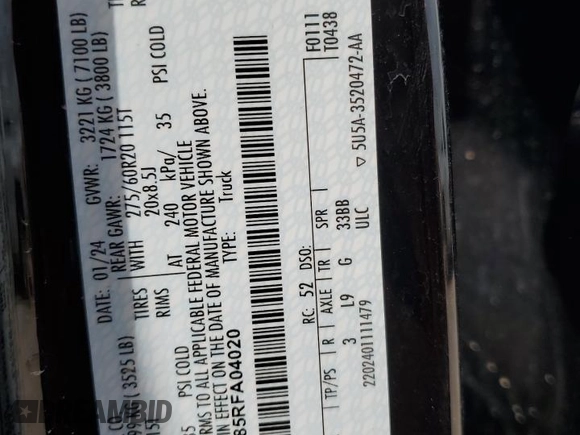 DATE: 01/24 GVWR: 3221 KG ( 7100 LB)
REAR GAWR: 1724 KG ( 3800 LB)
( 3525 LB)
TIRES WITH 275/60R20 115T
RIMS 20x8.5J
PSI COLD AT 240 kPa/ 35 PSI COLD
RMS TO ALL APPLICABLE FEDERAL MOTOR VEHICLE
IN EFFECT ON THE DATE OF MANUFACTURE SHOWN ABOVE.
85RFA04020 TYPE: Truck
RC: 52 DSO: F0111
T0438
TP/PS R AXLE TR SPR
3 L9 G 33BB
ULC ▽ 5U5A-3520472-AA
2202401111479
DREAMBID